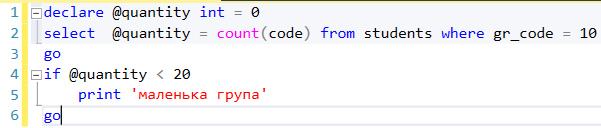 1 declare @quantity int = 0
2 select  @quantity = count(code) from students where gr_code = 10
3 go
4 if @quantity < 20
5     print 'маленька група'
6 go